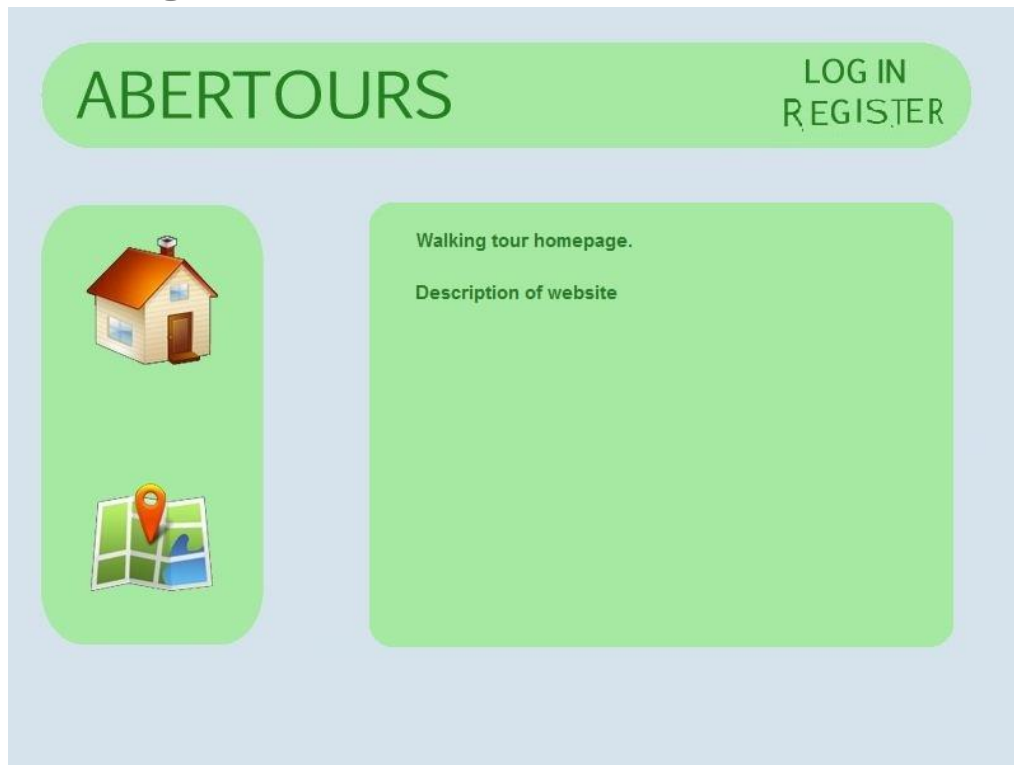 ABERTOURS
LOG IN
REGISTER
Walking tour homepage.
Description of website